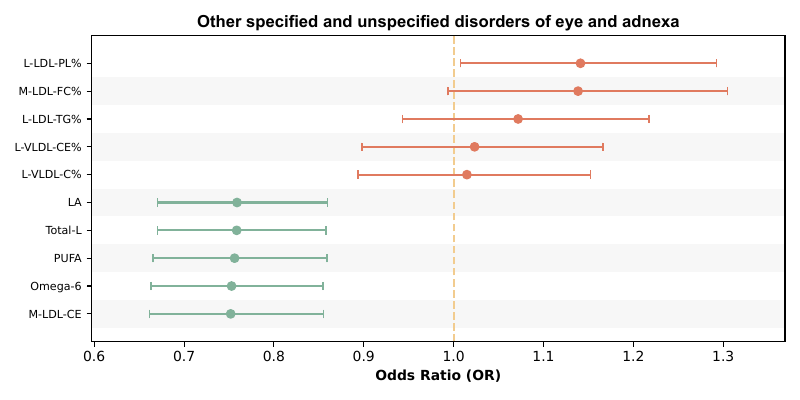 Other specified and unspecified disorders of eye and adnexa
L-LDL-PL%
M-LDL-FC%
L-LDL-TG%
L-VLDL-CE%
L-VLDL-C%
LA
Total-L
PUFA
Omega-6
M-LDL-CE
0.6 0.7 0.8 0.9 1.0 1.1 1.2 1.3
Odds Ratio (OR)